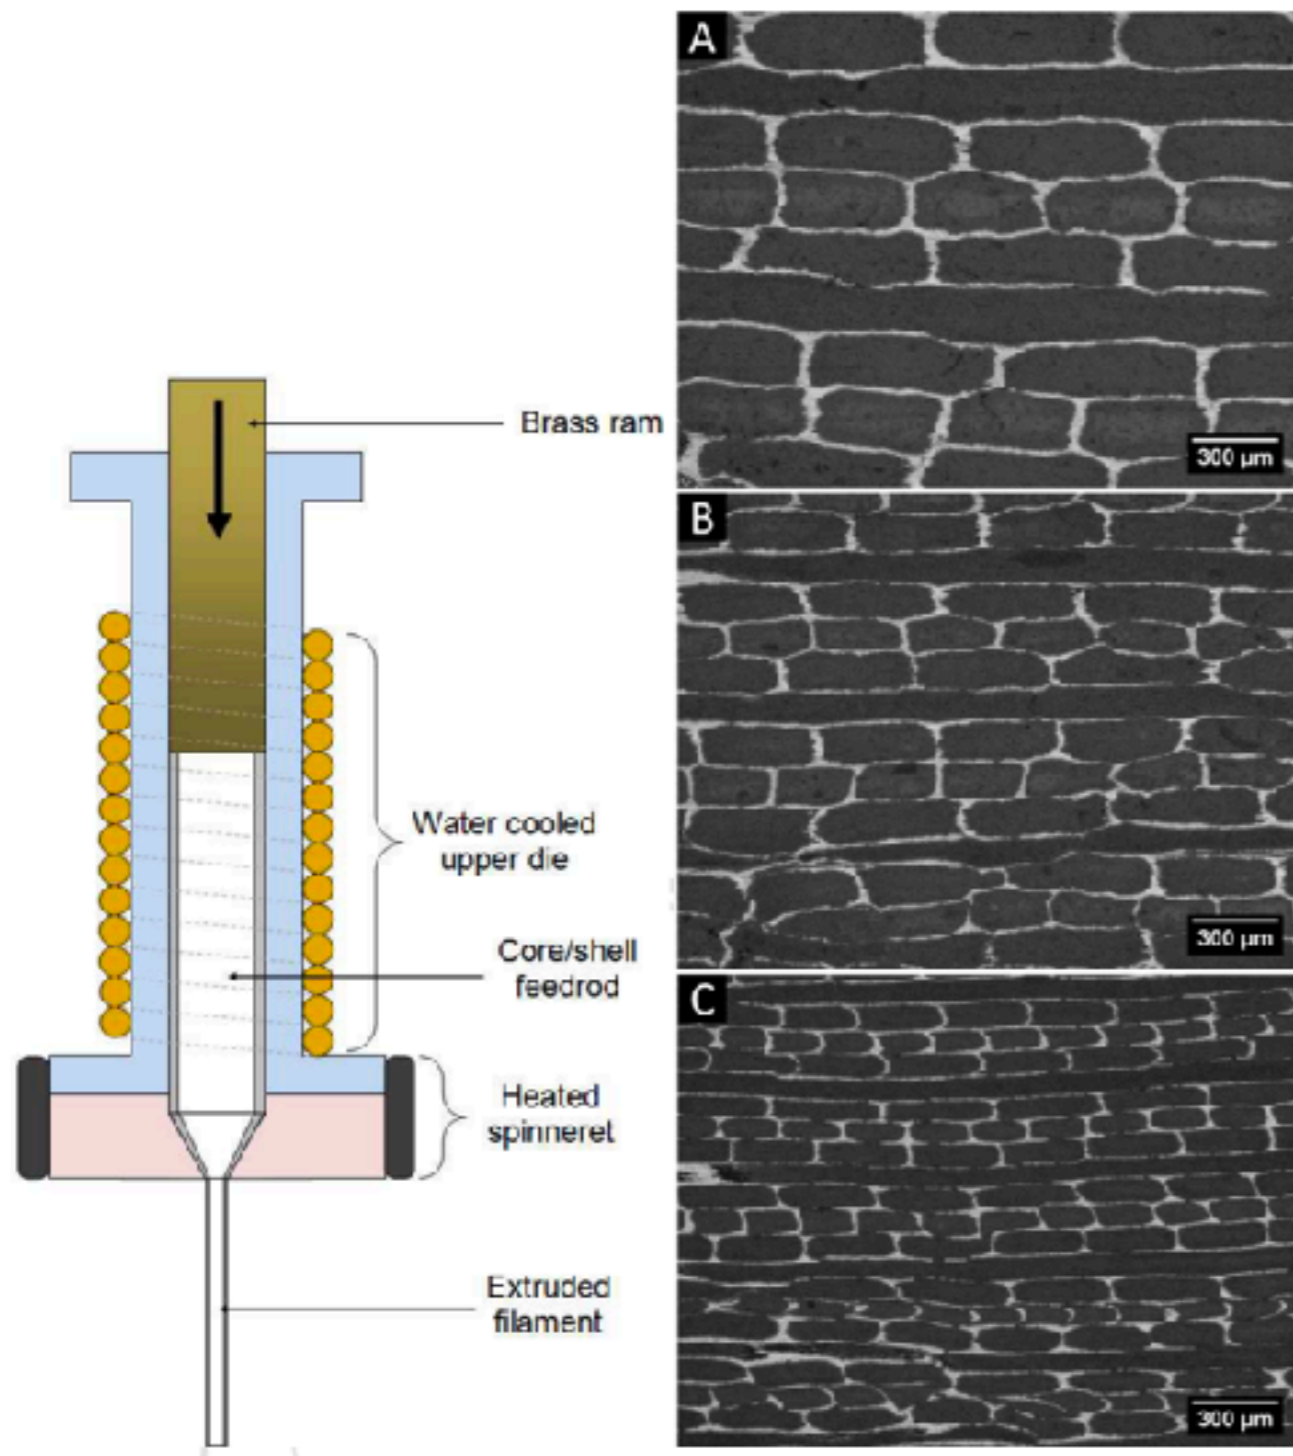 Brass ram
Water cooled
upper die
Core/shell
feedrod
Heated
spinneret
Extruded
filament
A
300 µm
B
300 µm
C
300 µm